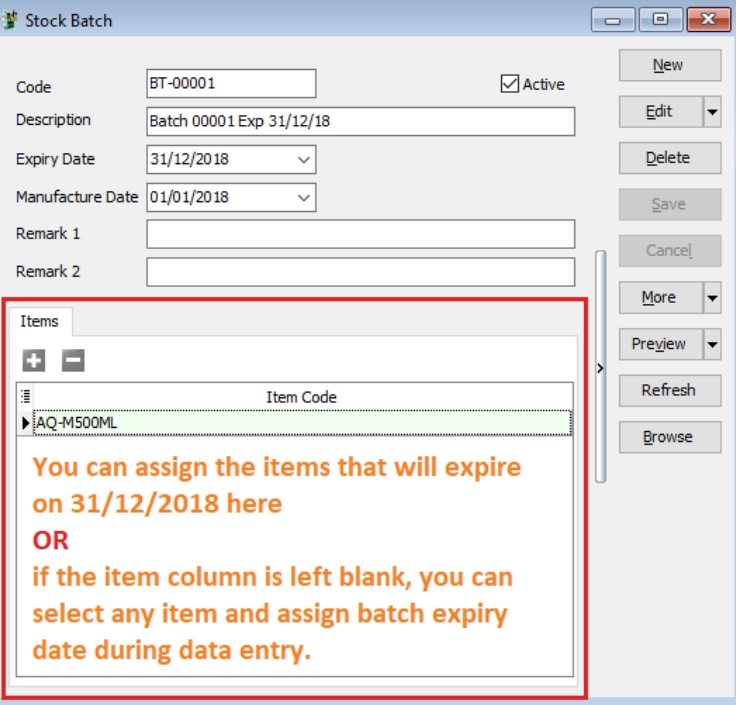 Stock Batch
New
Code BT-00001 Active
Edit
Description Batch 00001 Exp 31/12/18
Expiry Date 31/12/2018
Delete
Manufacture Date 01/01/2018
Save
Remark 1
Cancel
Remark 2
More
Items
Preview
Refresh
Item Code
AQ-M500ML
Browse
You can assign the items that will expire
on 31/12/2018 here
OR
if the item column is left blank, you can
select any item and assign batch expiry
date during data entry.